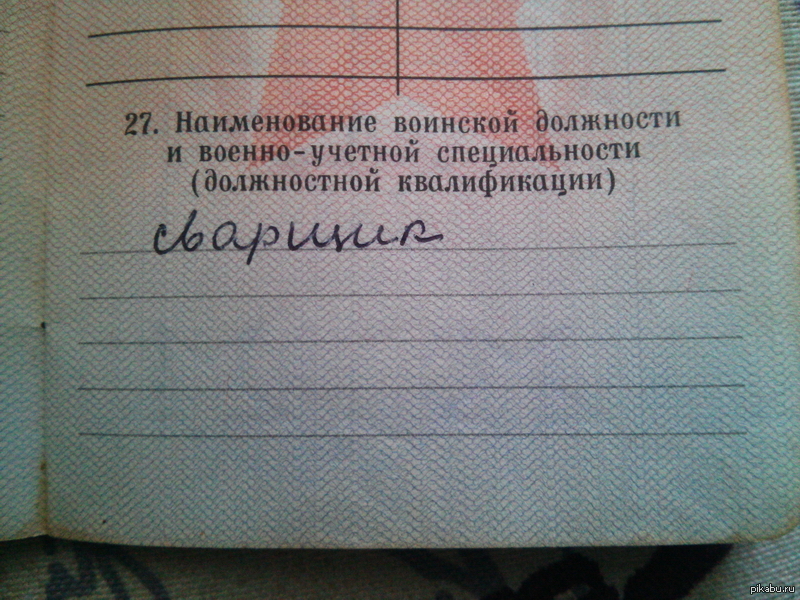 27. Наименование воинской должности
и военно-учетной специальности
(должностной квалификации)
сварщик
pikabu.ru